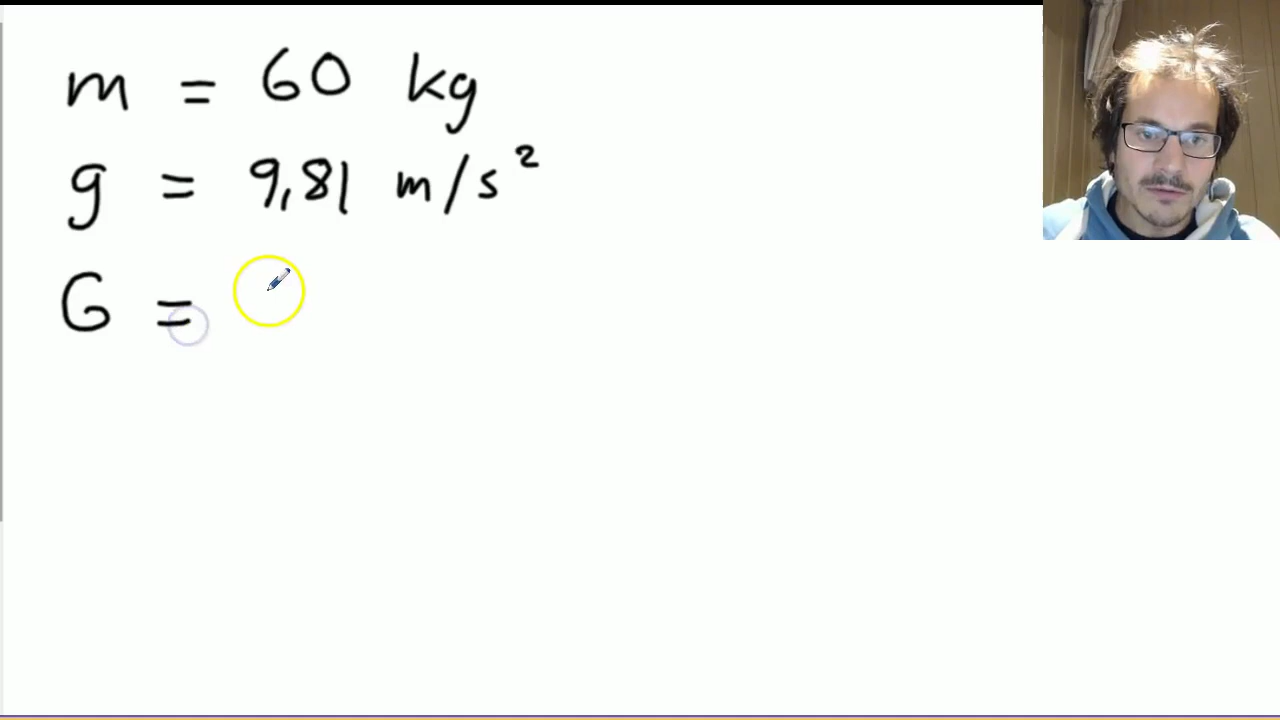 m = 60 kg
g = 9,81 m/s²
G =